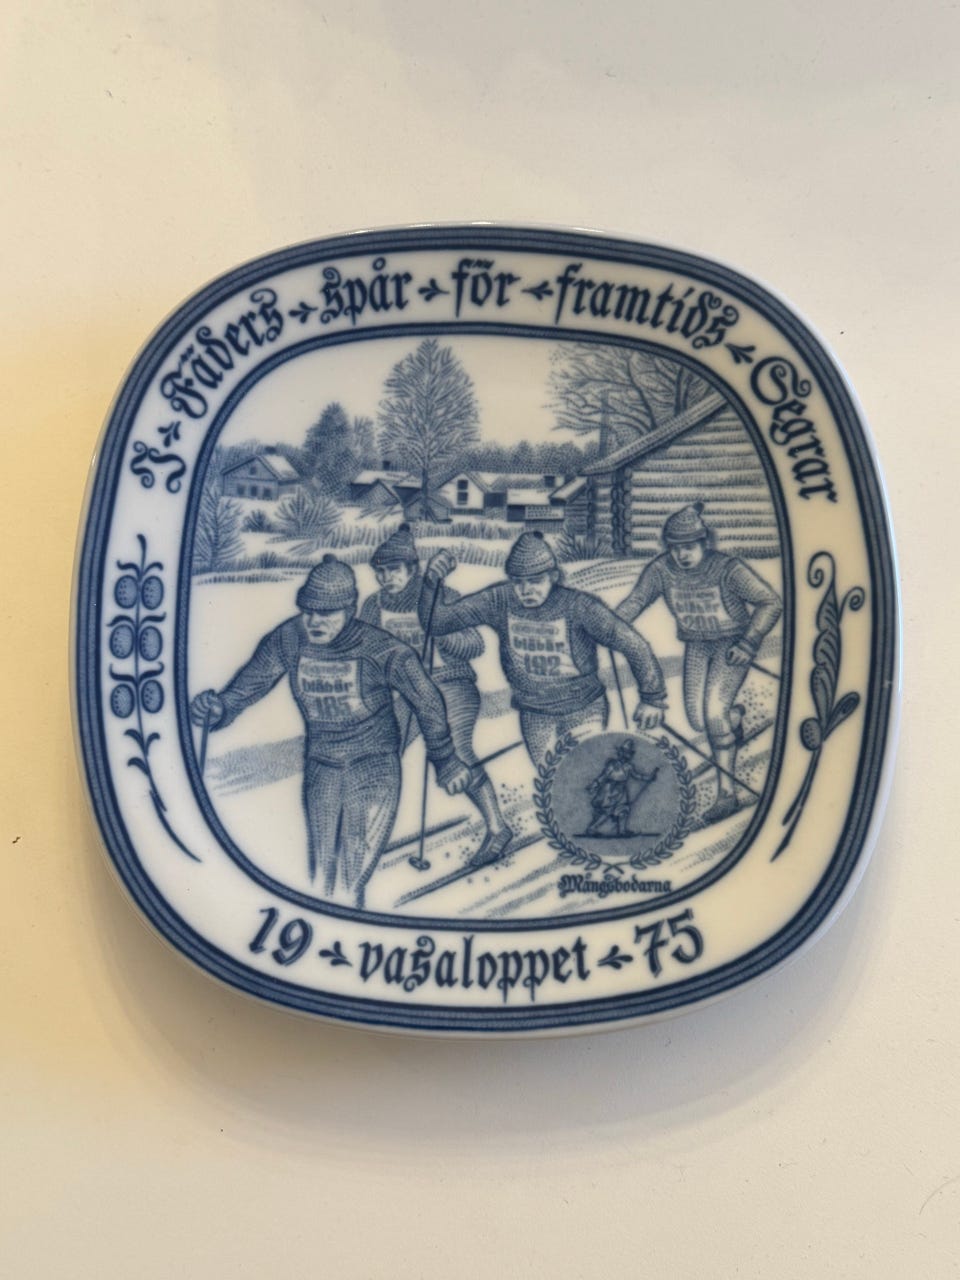 I Fäders spår för framtids Segrar
blåbär
185
blåbär
192
blåbär
200
Mångsbodarna
19 vasaloppet 75